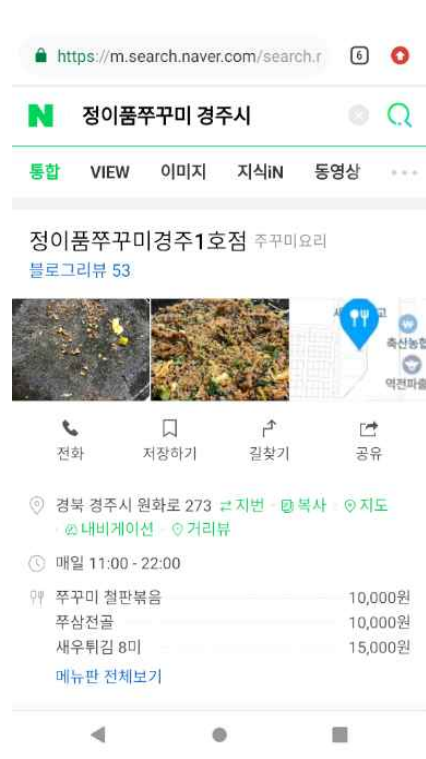 https://m.search.naver.com/search.r
6
N 정이품쭈꾸미 경주시
통합 VIEW 이미지 지식iN 동영상
정이품쭈꾸미경주1호점 주꾸미요리
블로그리뷰 53
축산농협
역전파출
전화 저장하기 길찾기 공유
경북 경주시 원화로 273 지번 복사 지도
내비게이션 거리뷰
매일 11:00 - 22:00
쭈꾸미 철판볶음 10,000원
쭈삼전골 10,000원
새우튀김 8미 15,000원
메뉴판 전체보기